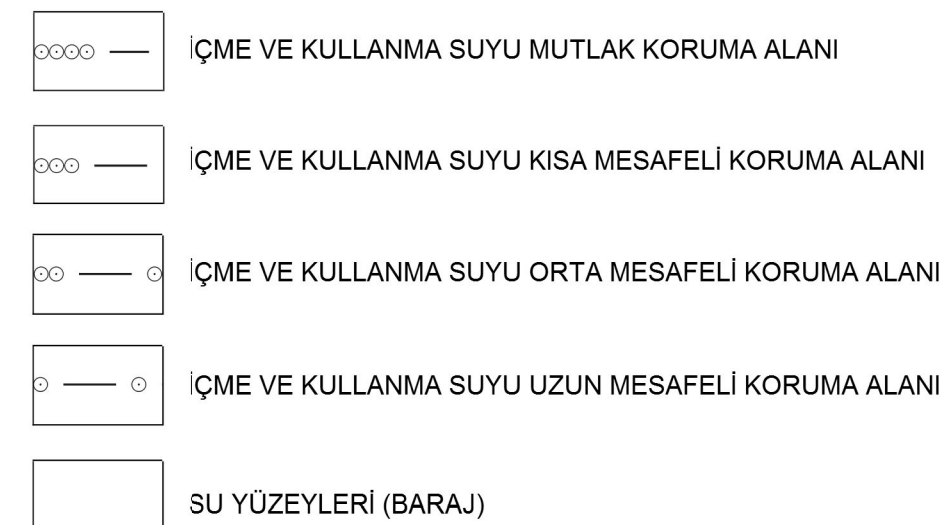 İÇME VE KULLANMA SUYU MUTLAK KORUMA ALANI
İÇME VE KULLANMA SUYU KISA MESAFELİ KORUMA ALANI
İÇME VE KULLANMA SUYU ORTA MESAFELİ KORUMA ALANI
İÇME VE KULLANMA SUYU UZUN MESAFELİ KORUMA ALANI
SU YÜZEYLERİ (BARAJ)